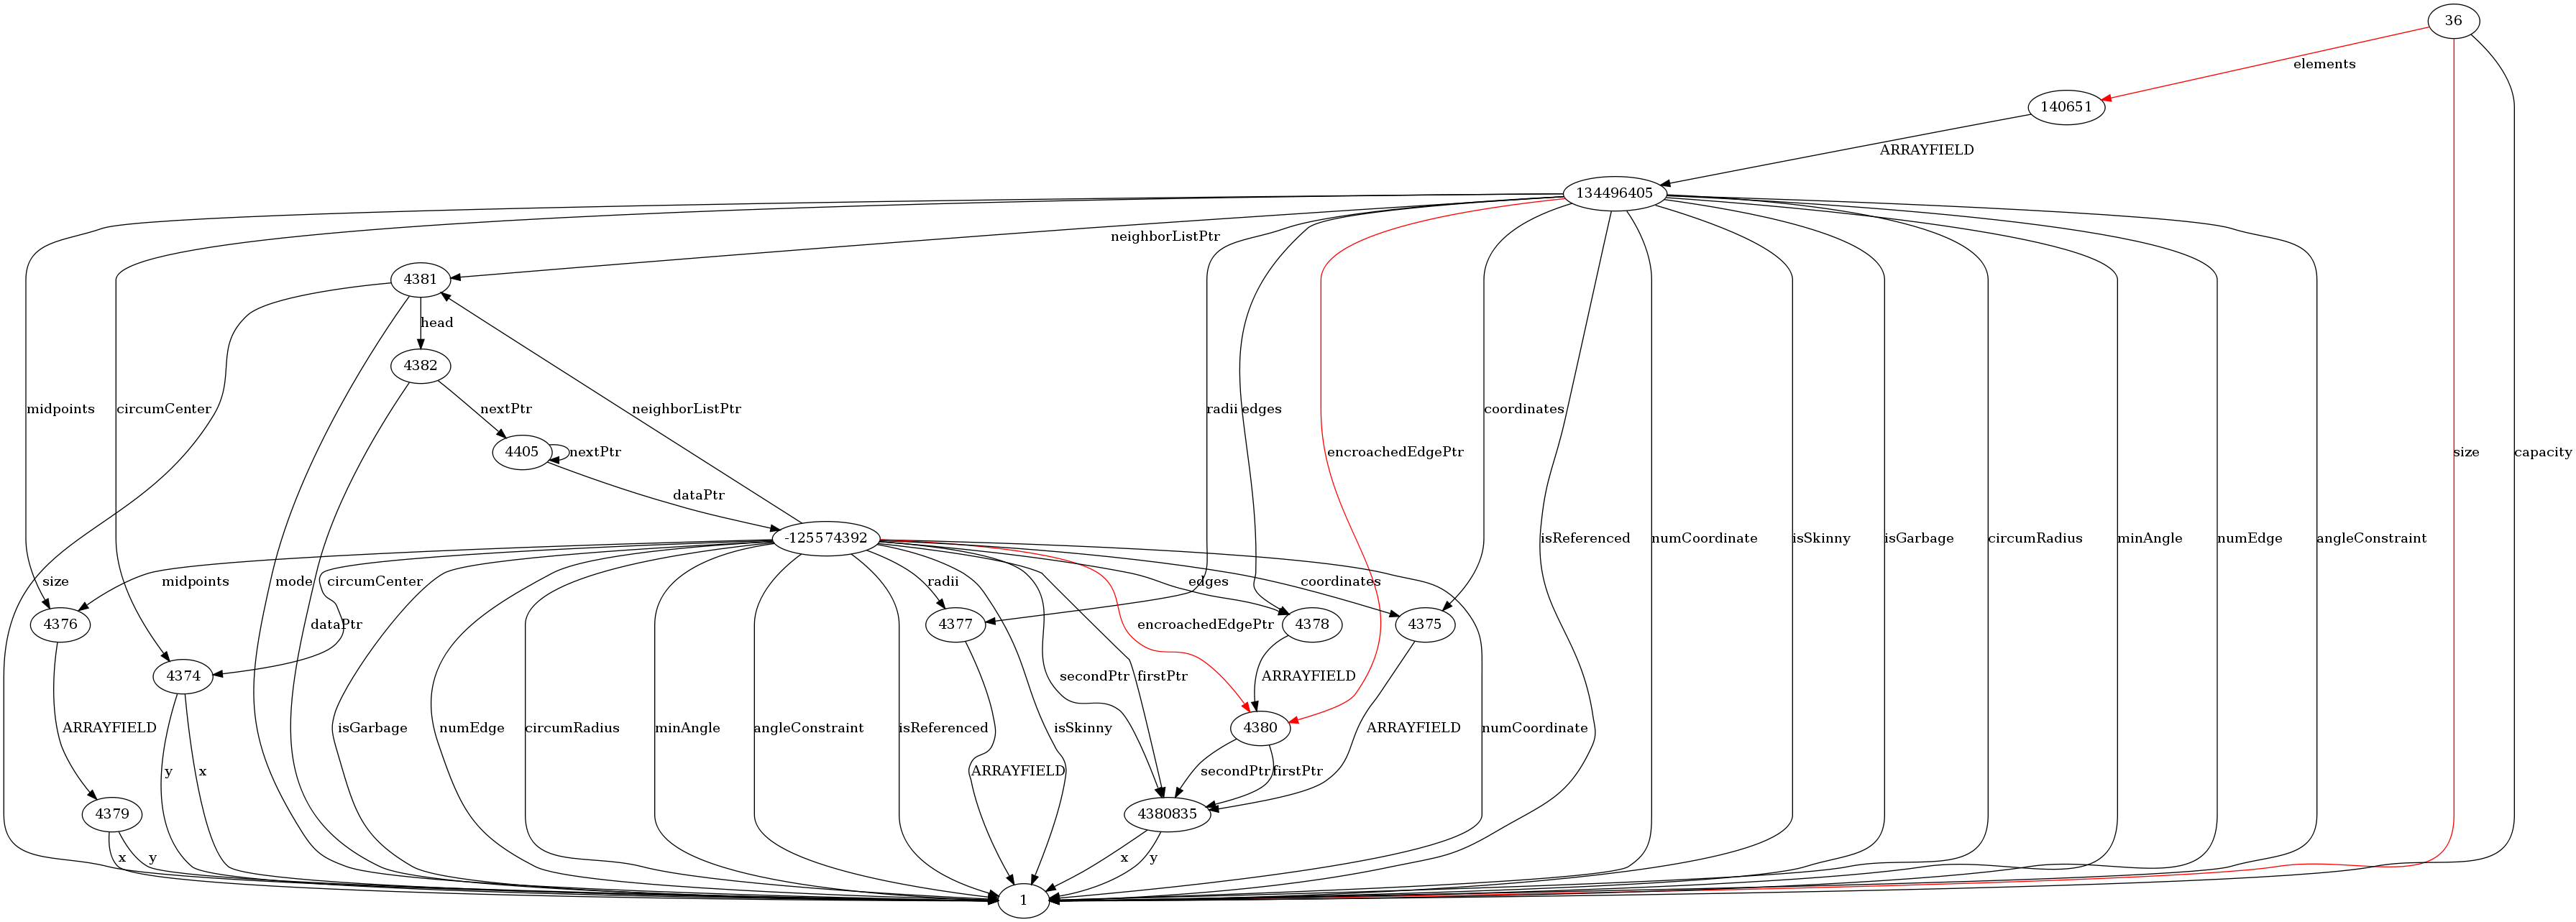 36
elements
140651
ARRAYFIELD
134496405
neighborListPtr
4381
head
4382
midpoints
circumCenter
nextPtr
neighborListPtr
radii
edges
coordinates
4405
nextPtr
encroachedEdgePtr
size
capacity
dataPtr
-125574392
isReferenced
numCoordinate
isSkinny
isGarbage
circumRadius
minAngle
numEdge
angleConstraint
size
mode
midpoints
circumCenter
radii
edges
coordinates
4376
dataPtr
4377
encroachedEdgePtr
4378
4375
4374
secondPtr
firstPtr
ARRAYFIELD
ARRAYFIELD
isGarbage
numEdge
circumRadius
minAngle
angleConstraint
isReferenced
isSkinny
4380
ARRAYFIELD
numCoordinate
y
x
ARRAYFIELD
secondPtr
firstPtr
4379
4380835
x
y
x
y
1